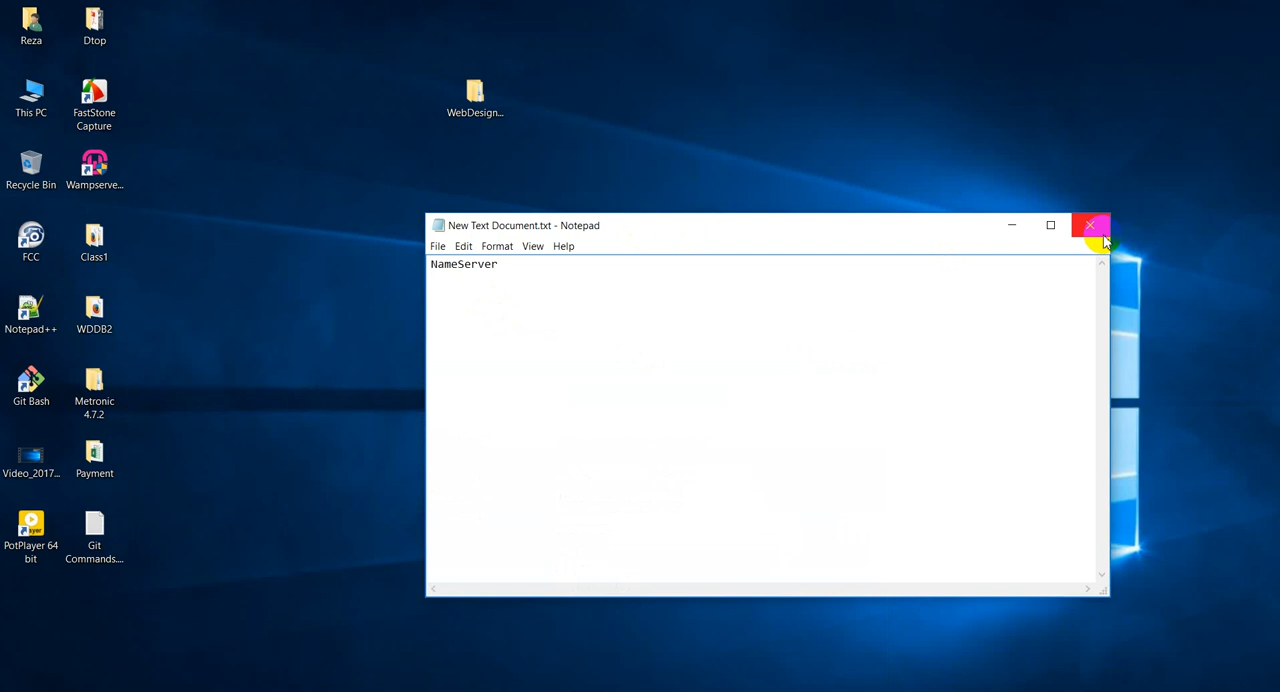 Reza
Dtop
WebDesign...
This PC
FastStone
Capture
Recycle Bin
Wampserve...
New Text Document.txt - Notepad
File Edit Format View Help
NameServer
FCC
Class1
Notepad++
WDDB2
Git Bash
Metronic
4.7.2
Video_2017...
Payment
PotPlayer 64
bit
Git
Commands....